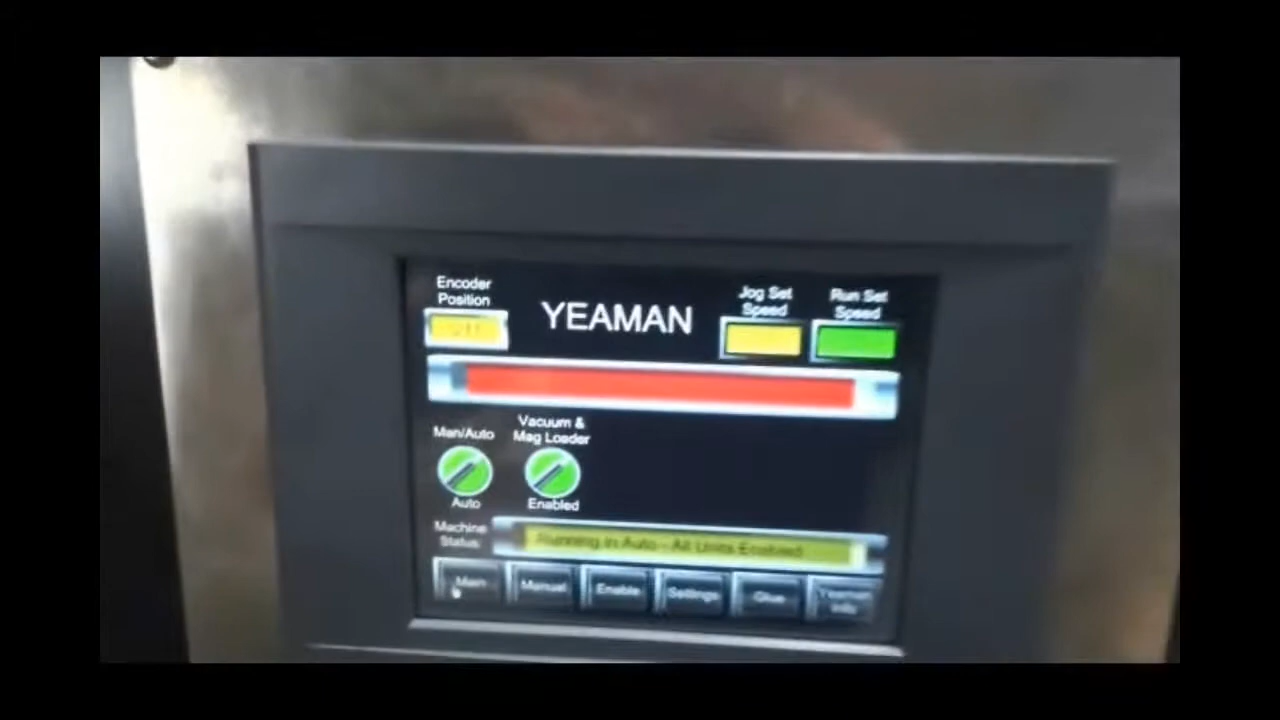 Encoder
Position
YEAMAN
Jog Set
Speed
Run Set
Speed
Man/Auto
Vacuum &
Mag Loader
Auto
Enabled
Machine
Status:
Running in Auto - All Units Enabled
Main
Manual
Enable
Settings
Glue
Yeaman
Info